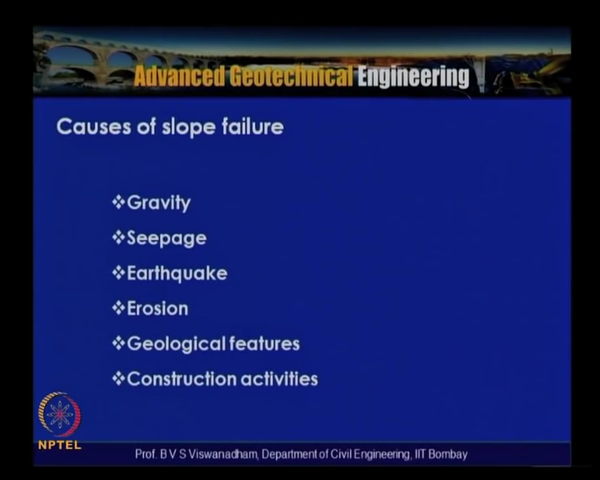 Advanced Geotechnical Engineering
Causes of slope failure
❖Gravity
❖Seepage
❖Earthquake
❖Erosion
❖Geological features
❖Construction activities
NPTEL
Prof. B V S Viswanadham, Department of Civil Engineering, IIT Bombay